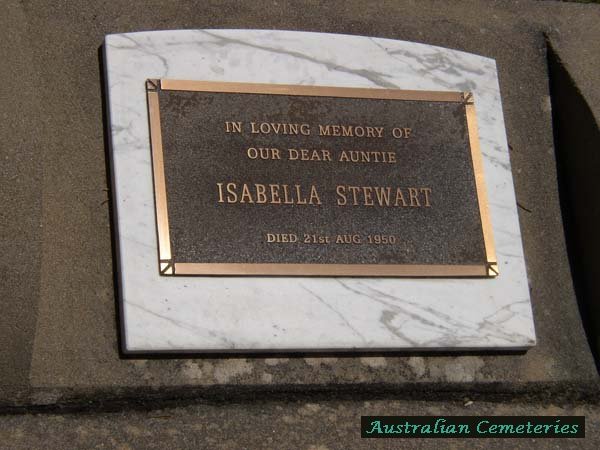 IN LOVING MEMORY OF
OUR DEAR AUNTIE
ISABELLA STEWART
DIED 21st AUG 1950
Australian Cemeteries